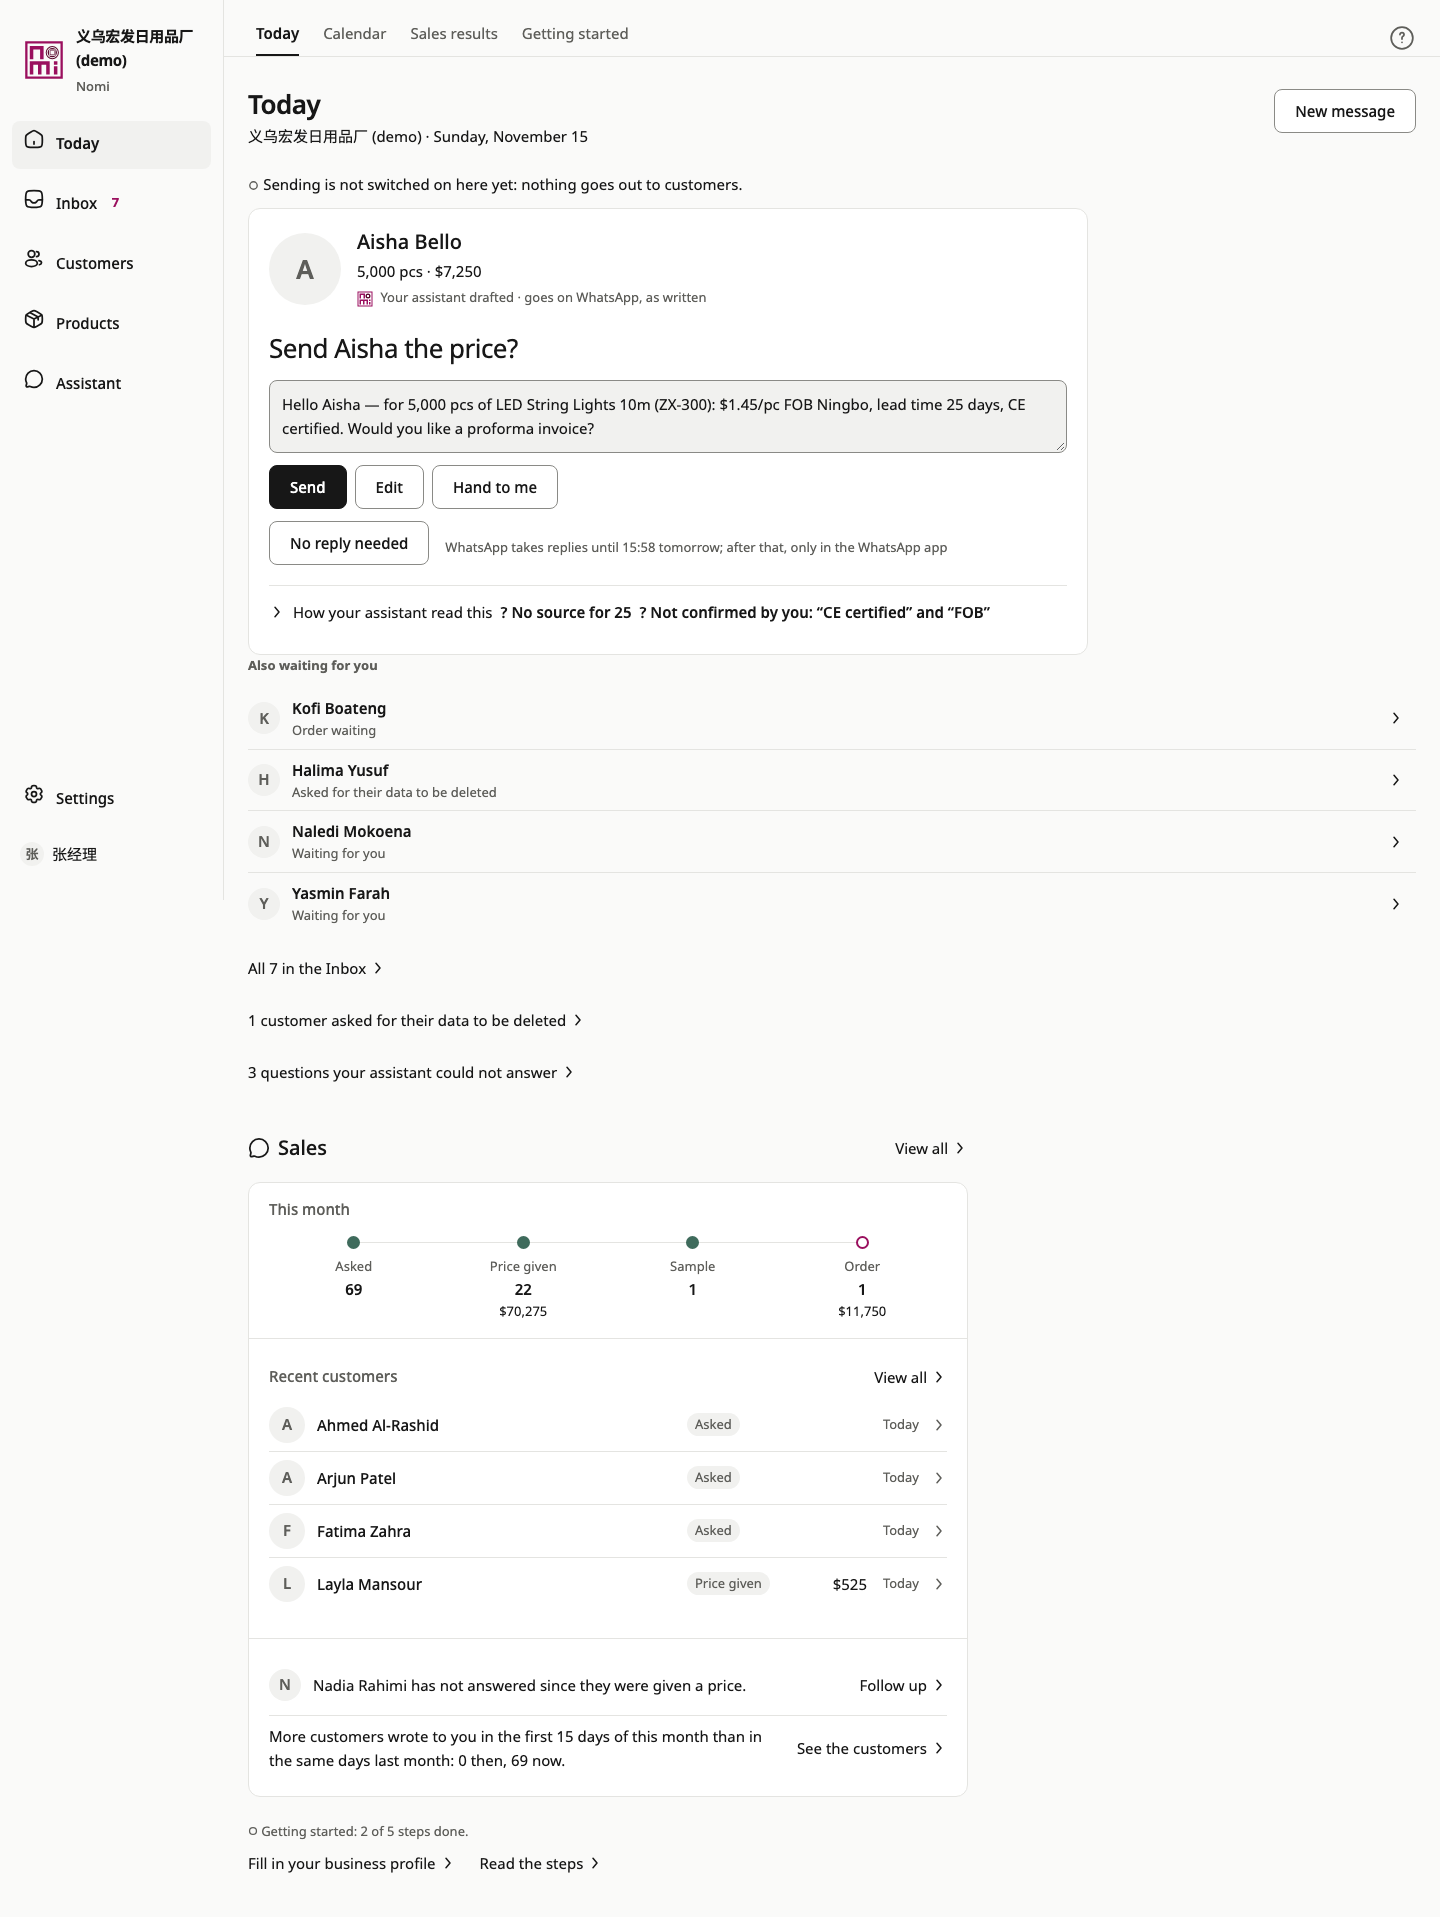 义乌宏发日用品厂
(demo)
Nomi
Today
Inbox 7
Customers
Products
Assistant
Settings
张 张经理
Today Calendar Sales results Getting started
Today
New message
义乌宏发日用品厂 (demo) · Sunday, November 15
Sending is not switched on here yet: nothing goes out to customers.
A
Aisha Bello
5,000 pcs · $7,250
nomi Your assistant drafted · goes on WhatsApp, as written
Send Aisha the price?
Hello Aisha — for 5,000 pcs of LED String Lights 10m (ZX-300): $1.45/pc FOB Ningbo, lead time 25 days, CE
certified. Would you like a proforma invoice?
Send Edit Hand to me
No reply needed WhatsApp takes replies until 15:58 tomorrow; after that, only in the WhatsApp app
How your assistant read this ? No source for 25 ? Not confirmed by you: “CE certified” and “FOB”
Also waiting for you
K Kofi Boateng
Order waiting
H Halima Yusuf
Asked for their data to be deleted
N Naledi Mokoena
Waiting for you
Y Yasmin Farah
Waiting for you
All 7 in the Inbox
1 customer asked for their data to be deleted
3 questions your assistant could not answer
Sales View all
This month
Asked Price given Sample Order
69 22 1 1
$70,275 $11,750
Recent customers View all
A Ahmed Al-Rashid Asked Today
A Arjun Patel Asked Today
F Fatima Zahra Asked Today
L Layla Mansour Price given $525 Today
N Nadia Rahimi has not answered since they were given a price. Follow up
More customers wrote to you in the first 15 days of this month than in
the same days last month: 0 then, 69 now.
See the customers
Getting started: 2 of 5 steps done.
Fill in your business profile Read the steps